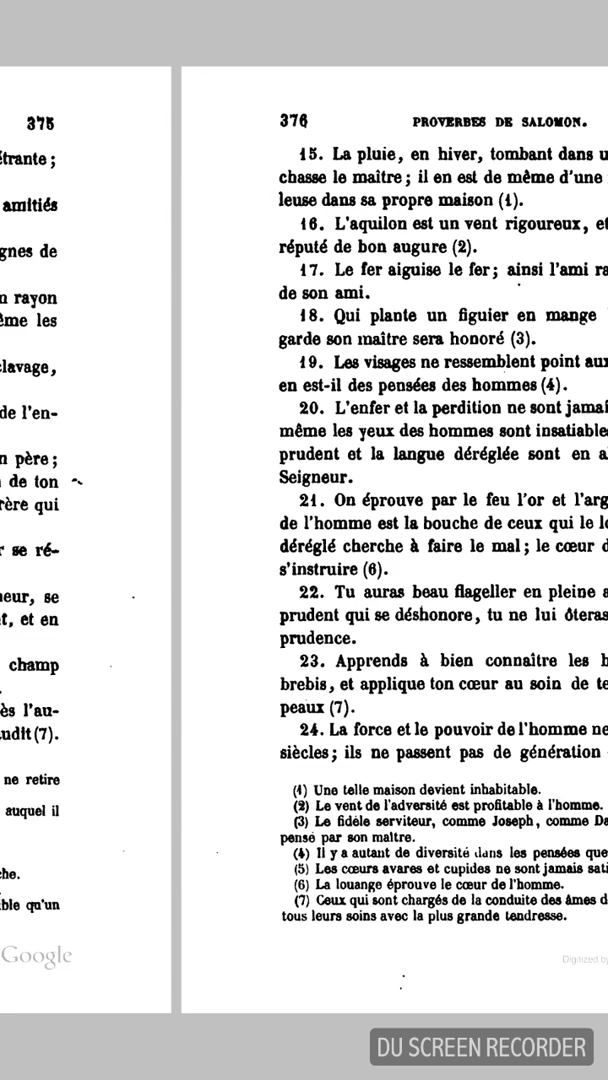 375
étrante ;
amitiés
gnes de
n rayon
ême les
lavage,
de l'en-
n père ;
de ton
rère qui
r se ré-
neur, se
t, et en
champ
ès l'au-
udit (7).
ne retire
auquel il
che.
ble qu'un
Google
376 PROVERBES DE SALOMON.
15. La pluie, en hiver, tombant dans u
chasse le maître ; il en est de même d'une
leuse dans sa propre maison (1).
16. L'aquilon est un vent rigoureux, et
réputé de bon augure (2).
17. Le fer aiguise le fer ; ainsi l'ami ra
de son ami.
18. Qui plante un figuier en mange
garde son maître sera honoré (3).
19. Les visages ne ressemblent point aux
en est-il des pensées des hommes (4).
20. L'enfer et la perdition ne sont jamai
même les yeux des hommes sont insatiables
prudent et la langue déréglée sont en a
Seigneur.
21. On éprouve par le feu l'or et l'arg
de l'homme est la bouche de ceux qui le lo
déréglé cherche à faire le mal ; le cœur d
s'instruire (6).
22. Tu auras beau flageller en pleine a
prudent qui se déshonore, tu ne lui ôteras
prudence.
23. Apprends à bien connaître les b
brebis, et applique ton cœur au soin de te
peaux (7).
24. La force et le pouvoir de l'homme ne
siècles ; ils ne passent pas de génération
(1) Une telle maison devient inhabitable.
(2) Le vent de l'adversité est profitable à l'homme.
(3) Le fidèle serviteur, comme Joseph, comme Da
pensé par son maître.
(4) Il y a autant de diversité dans les pensées que
(5) Les cœurs avares et cupides ne sont jamais sati
(6) La louange éprouve le cœur de l'homme.
(7) Ceux qui sont chargés de la conduite des âmes d
tous leurs soins avec la plus grande tendresse.
Digitized by
DU SCREEN RECORDER